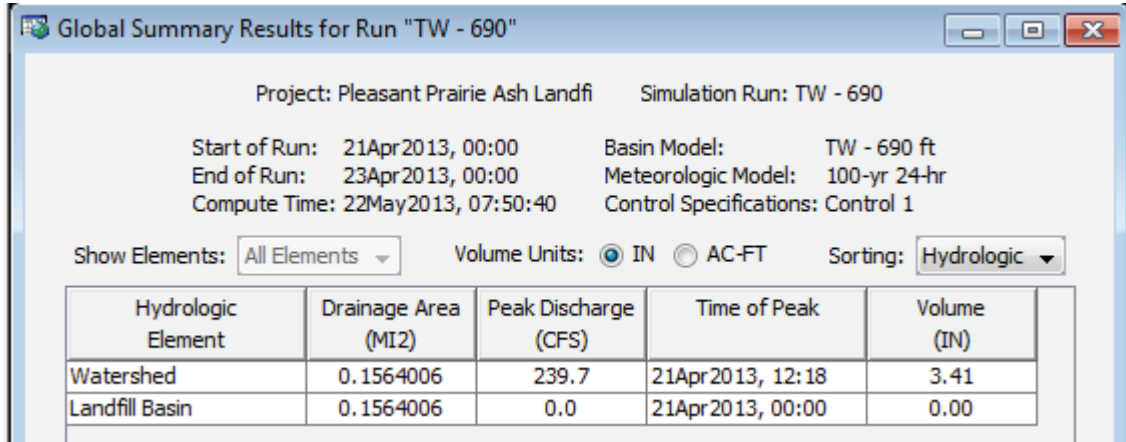 Global Summary Results for Run "TW - 690"
Project: Pleasant Prairie Ash Landfi Simulation Run: TW - 690
Start of Run: 21Apr2013, 00:00 Basin Model: TW - 690 ft
End of Run: 23Apr2013, 00:00 Meteorologic Model: 100-yr 24-hr
Compute Time: 22May2013, 07:50:40 Control Specifications: Control 1
Show Elements: All Elements Volume Units: IN AC-FT Sorting: Hydrologic
Hydrologic Drainage Area Peak Discharge Time of Peak Volume
Element (MI2) (CFS) (IN)
Watershed 0.1564006 239.7 21Apr2013, 12:18 3.41
Landfill Basin 0.1564006 0.0 21Apr2013, 00:00 0.00